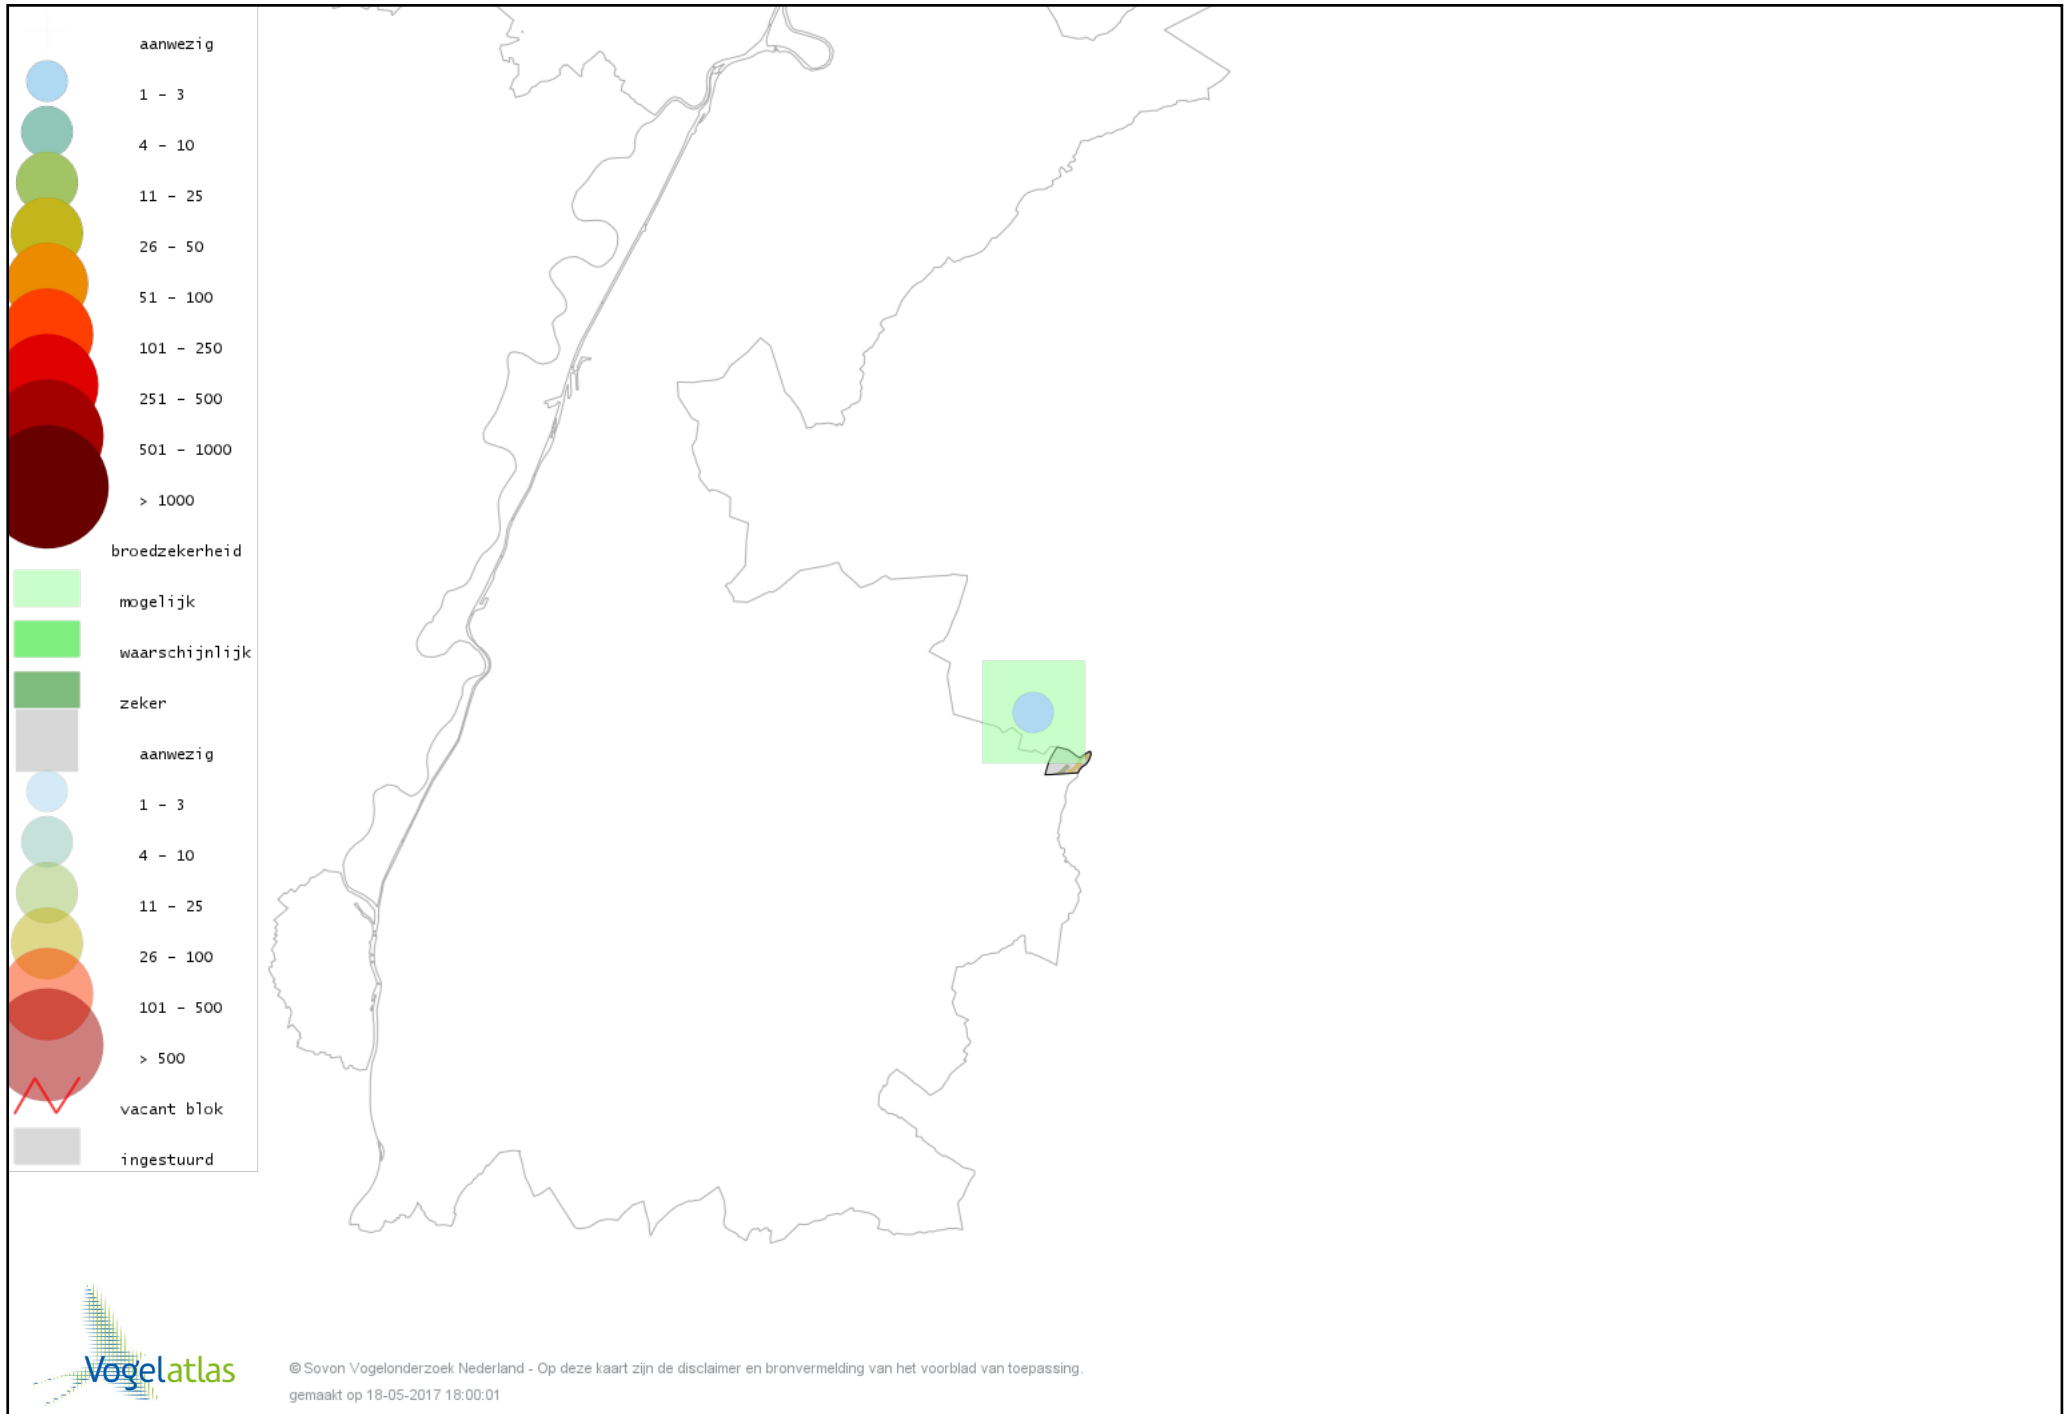 aanwezig
1 - 3
4 - 10
11 - 25
26 - 50
51 - 100
101 - 250
251 - 500
501 - 1000
> 1000
broedzekerheid
mogelijk
waarschijnlijk
zeker
aanwezig
1 - 3
4 - 10
11 - 25
26 - 100
101 - 500
> 500
vacant blok
ingestuurd
Vogelatlas
© Sovon Vogelonderzoek Nederland - Op deze kaart zijn de disclaimer en bronvermelding van het voorblad van toepassing.
gemaakt op 18-05-2017 18:00:01